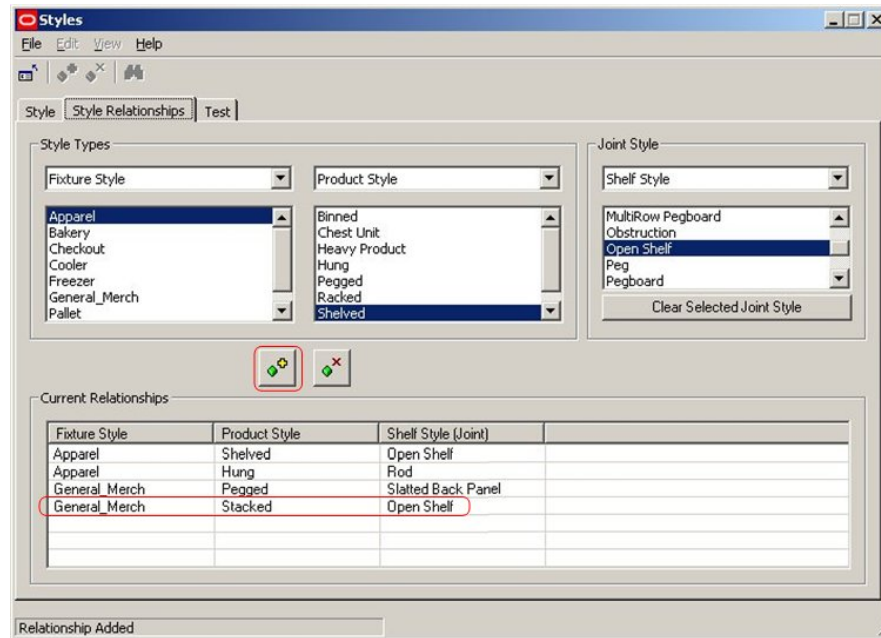 Styles
File Edit View Help
Style Style Relationships Test
Style Types
Joint Style
Fixture Style Product Style Shelf Style
Apparel
Bakery
Checkout
Cooler
Freezer
General_Merch
Pallet
Binned
Chest Unit
Heavy Product
Hung
Pegged
Racked
Shelved
MultiRow Pegboard
Obstruction
Open Shelf
Peg
Pegboard
Clear Selected Joint Style
Current Relationships
Fixture Style Product Style Shelf Style (Joint)
Apparel Shelved Open Shelf
Apparel Hung Rod
General_Merch Pegged Slatted Back Panel
General_Merch Stacked Open Shelf
Relationship Added